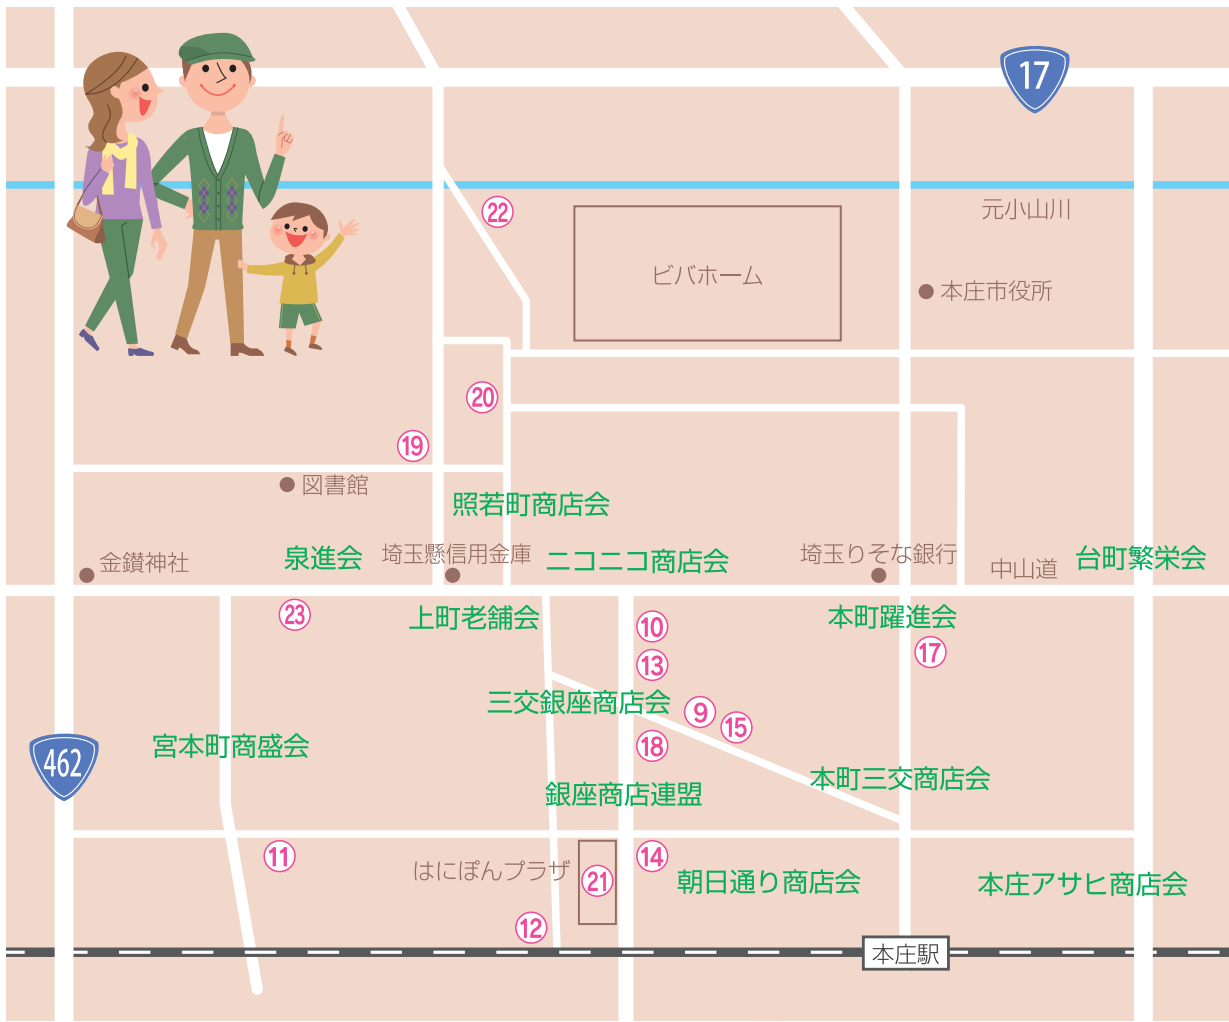 17
元小山川
22
ビバホーム
本庄市役所
20
19
図書館
照若町商店会
金鑚神社
泉進会
埼玉懸信用金庫
ニコニコ商店会
埼玉りそな銀行
中山道
台町繁栄会
23
上町老舗会
10
本町躍進会
13
17
三交銀座商店会
9
15
18
宮本町商盛会
462
本町三交商店会
銀座商店連盟
11
はにぽんプラザ
21
14
朝日通り商店会
本庄アサヒ商店会
12
本庄駅